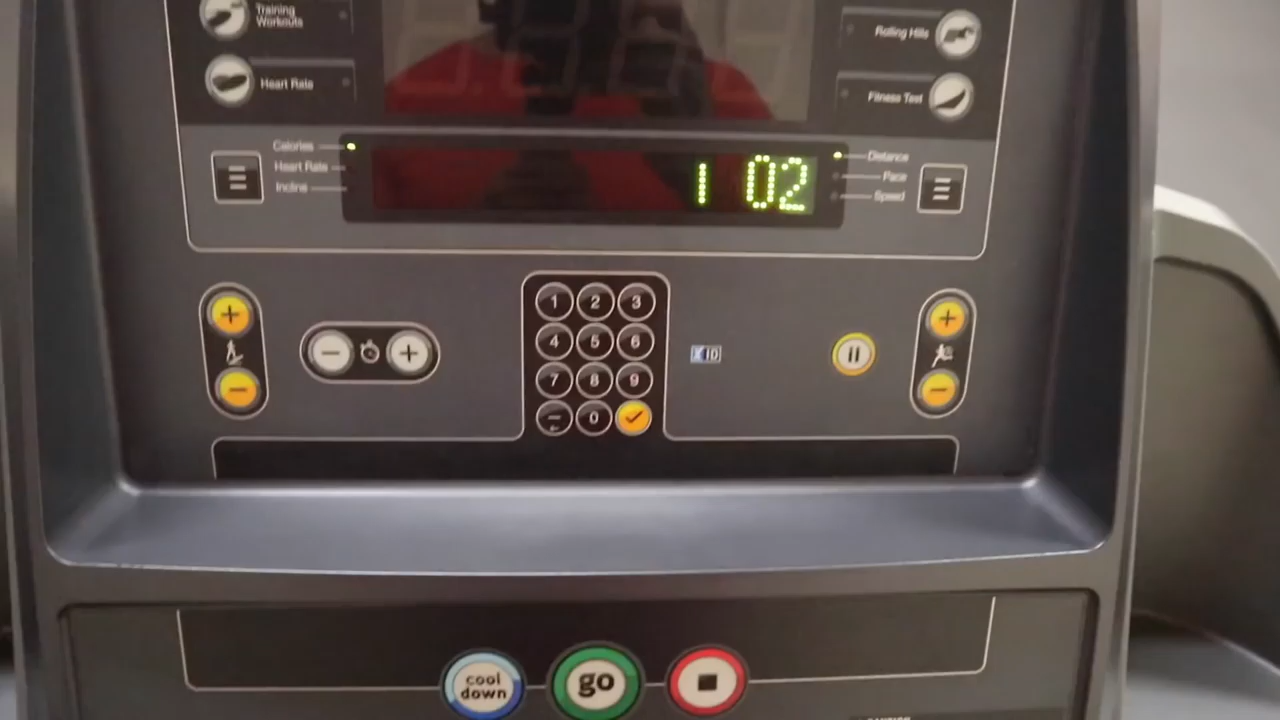 Training
Workouts
Rolling Hills
Heart Rate
Fitness Test
Calories
Heart Rate
Incline
1 02
Distance
Pace
Speed
1 2 3
4 5 6
7 8 9
0
ID
cool
down
go